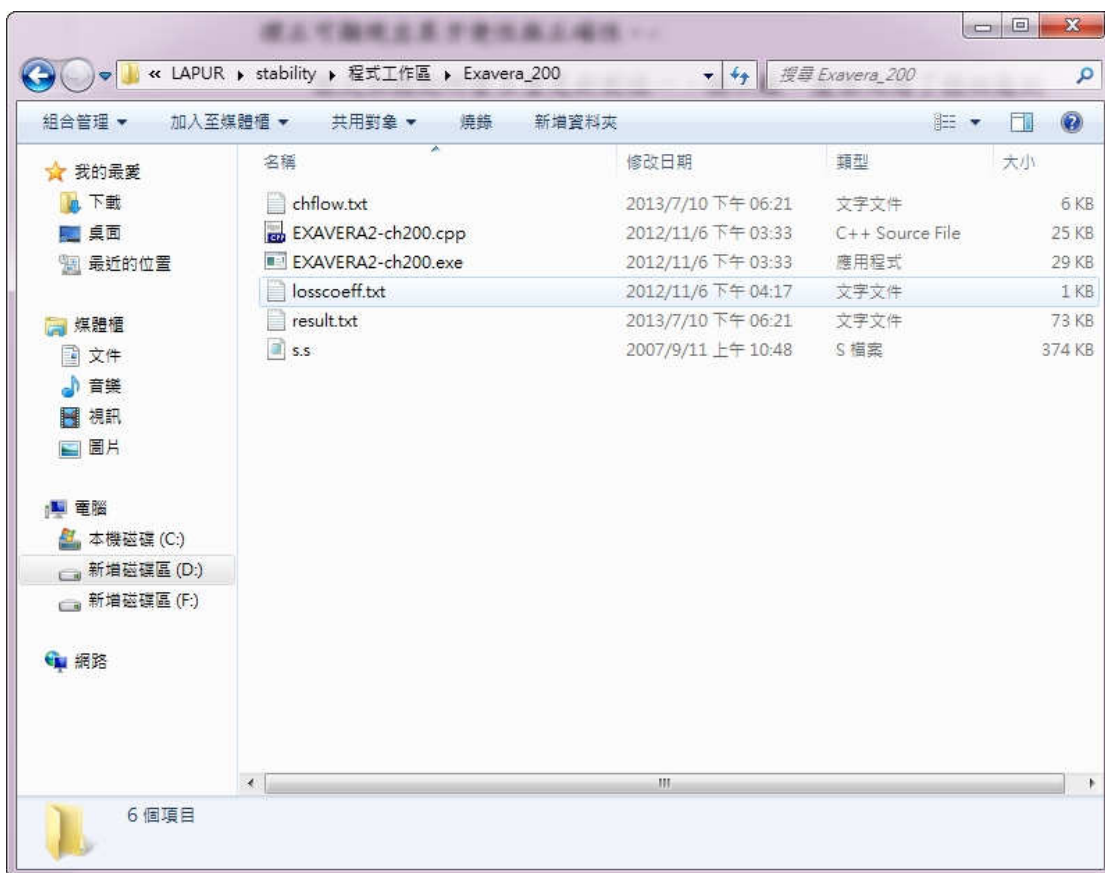 « LAPUR ▸ stability ▸ 程式工作區 ▸ Exavera_200
搜尋 Exavera_200
組合管理 加入至媒體櫃 共用對象 燒錄 新增資料夾
我的最愛
下載
桌面
最近的位置
媒體櫃
文件
音樂
視訊
圖片
電腦
本機磁碟 (C:)
新增磁碟區 (D:)
新增磁碟區 (F:)
網路
名稱 修改日期 類型 大小
chflow.txt 2013/7/10 下午 06:21 文字文件 6 KB
EXAVERA2-ch200.cpp 2012/11/6 下午 03:33 C++ Source File 25 KB
EXAVERA2-ch200.exe 2012/11/6 下午 03:33 應用程式 29 KB
losscoeff.txt 2012/11/6 下午 04:17 文字文件 1 KB
result.txt 2013/7/10 下午 06:21 文字文件 73 KB
s.s 2007/9/11 上午 10:48 S 檔案 374 KB
6 個項目